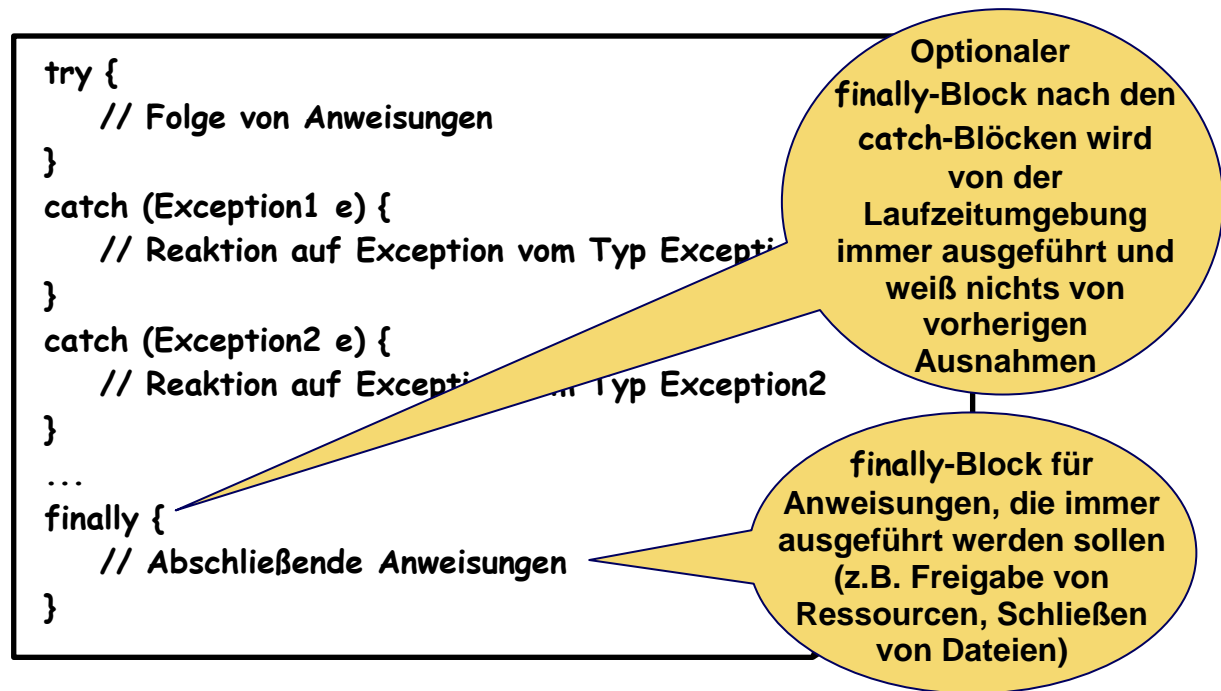 try {
// Folge von Anweisungen
}
catch (Exception1 e) {
// Reaktion auf Exception vom Typ
}
catch (Exception2 e) {
// Reaktion auf Typ Exception2
}
...
finally {
// Abschließende Anweisungen
}
Optionaler
finally-Block nach den
catch-Blöcken wird
von der
Laufzeitumgebung
immer ausgeführt und
weiß nichts von
vorherigen
Ausnahmen
finally-Block für
Anweisungen, die immer
ausgeführt werden sollen
(z.B. Freigabe von
Ressourcen, Schließen
von Dateien)